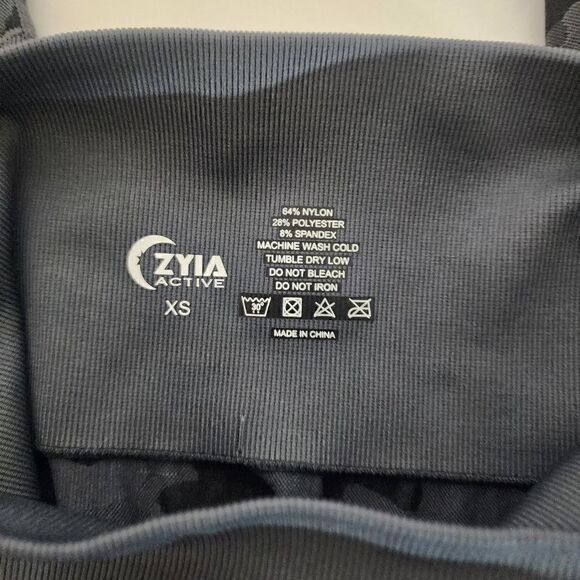 ZYIA
ACTIVE
XS
64% NYLON
28% POLYESTER
8% SPANDEX
MACHINE WASH COLD
TUMBLE DRY LOW
DO NOT BLEACH
DO NOT IRON
30°
MADE IN CHINA